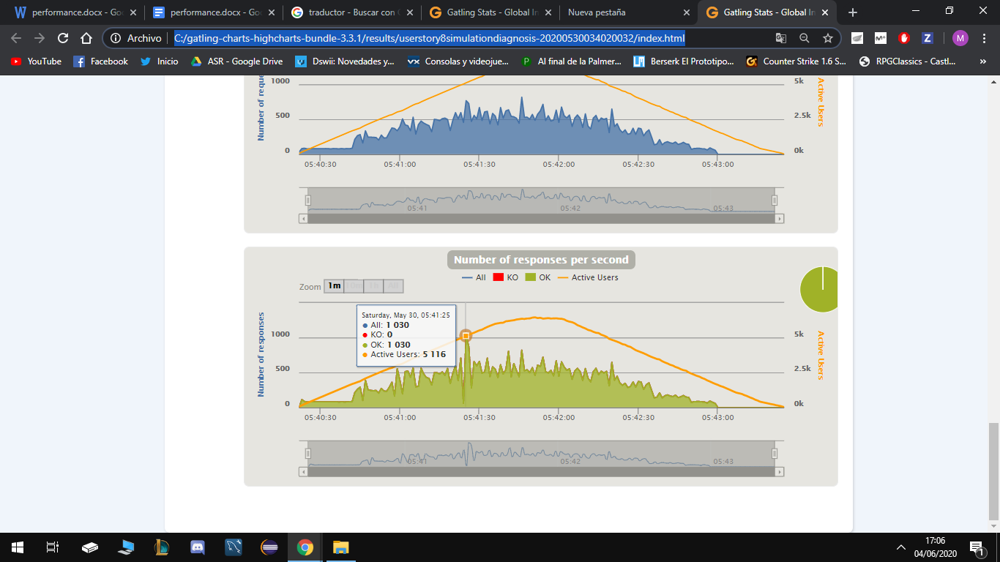 performance.docx - Goo
performance.docx - Goo
traductor - Buscar con G
Gatling Stats - Global In
Nueva pestaña
Gatling Stats - Global In
Archivo
C:/gatling-charts-highcharts-bundle-3.3.1/results/userstory8simulationdiagnosis-20200530034020032/index.html
M
YouTube
Facebook
Inicio
ASR - Google Drive
Dswii: Novedades y...
Consolas y videojue...
Al final de la Palmer...
Berserk El Prototipo...
Counter Strike 1.6 S...
RPGClassics - Castl...
»
Number of reque
1000
500
0
5k
2.5k
0k
Active Users
05:40:30
05:41:00
05:41:30
05:42:00
05:42:30
05:43:00
05:41
05:42
05:43
Number of responses per second
All
KO
OK
Active Users
Zoom
1m
Saturday, May 30, 05:41:25
All: 1 030
KO: 0
OK: 1 030
Active Users: 5 116
Number of responses
1000
500
0
5k
2.5k
0k
Active Users
05:40:30
05:41:00
05:41:30
05:42:00
05:42:30
05:43:00
05:41
05:42
05:43
17:06
04/06/2020
1